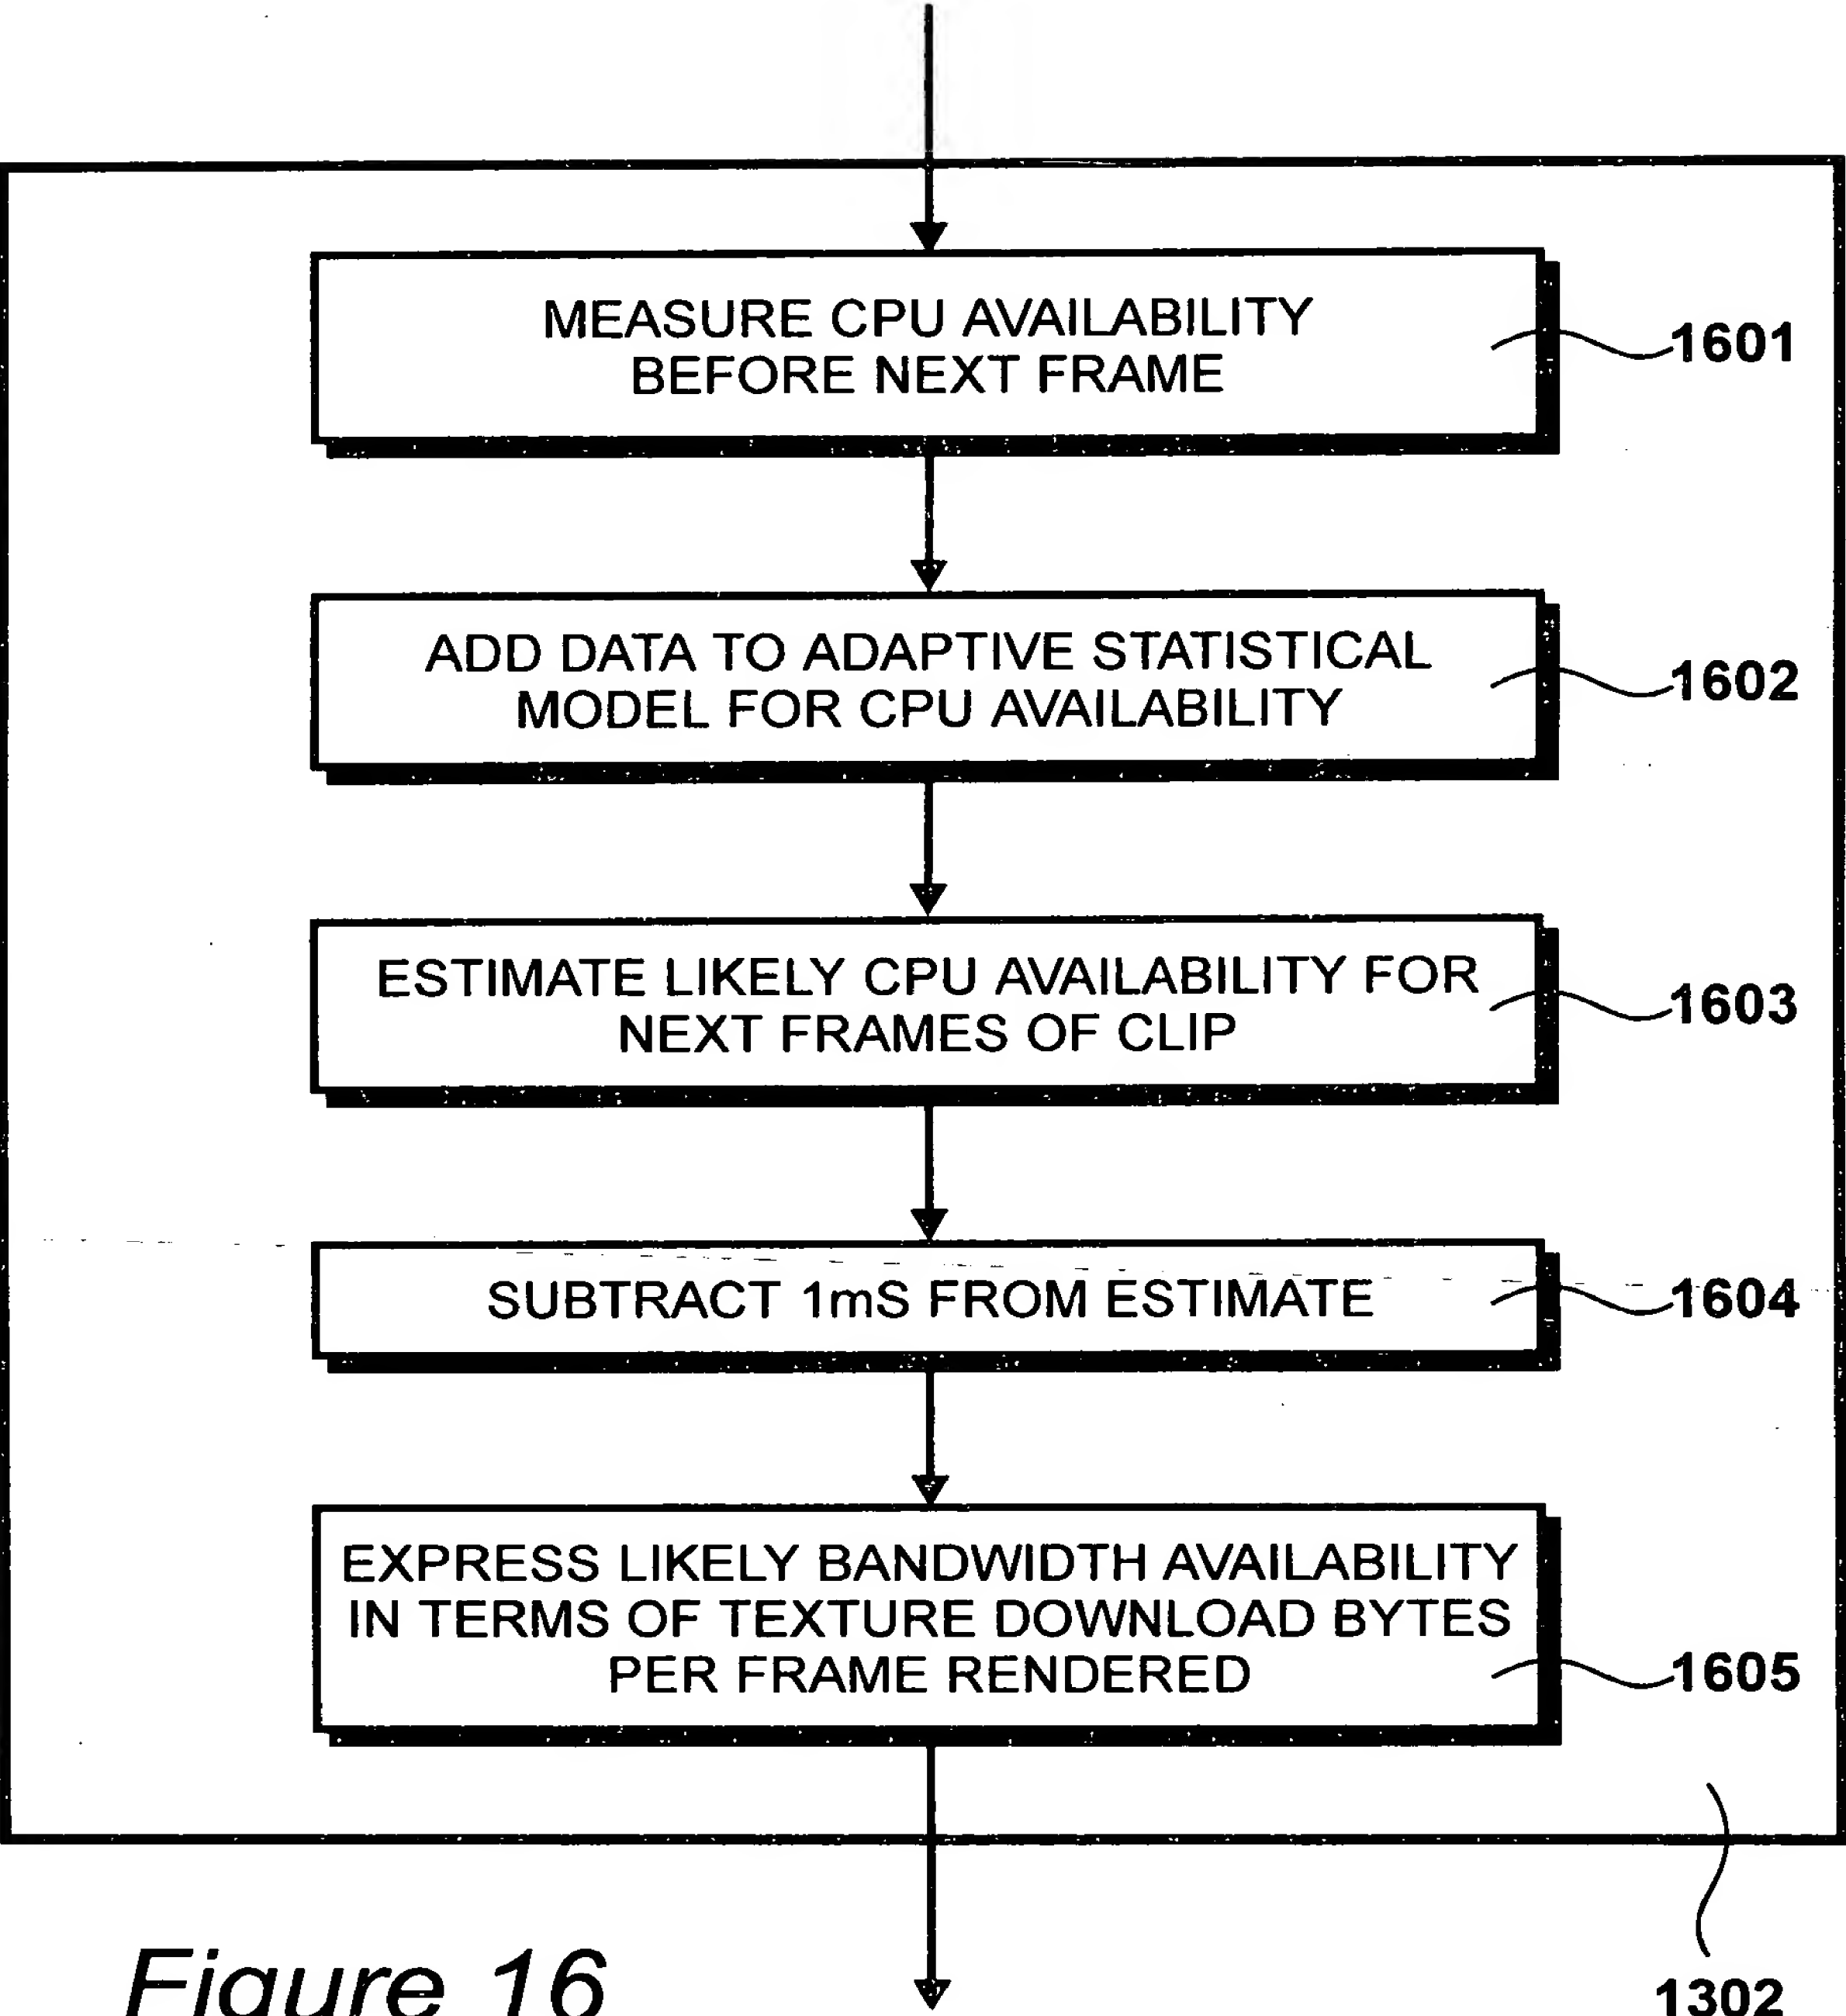 MEASURE CPU AVAILABILITY
BEFORE NEXT FRAME
1601
ADD DATA TO ADAPTIVE STATISTICAL
MODEL FOR CPU AVAILABILITY
1602
ESTIMATE LIKELY CPU AVAILABILITY FOR
NEXT FRAMES OF CLIP
1603
SUBTRACT 1mS FROM ESTIMATE
1604
EXPRESS LIKELY BANDWIDTH AVAILABILITY
IN TERMS OF TEXTURE DOWNLOAD BYTES
PER FRAME RENDERED
1605
Figure 16
1302